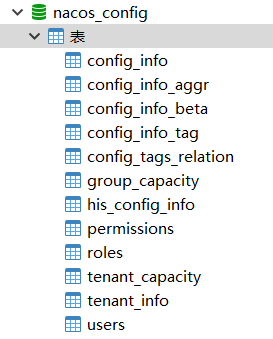 nacos_config
表
config_info
config_info_aggr
config_info_beta
config_info_tag
config_tags_relation
group_capacity
his_config_info
permissions
roles
tenant_capacity
tenant_info
users